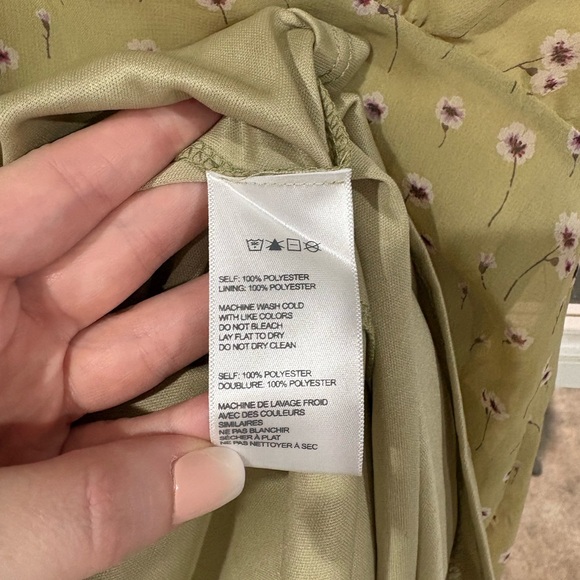 SELF: 100% POLYESTER
LINING: 100% POLYESTER
MACHINE WASH COLD
WITH LIKE COLORS
DO NOT BLEACH
LAY FLAT TO DRY
DO NOT DRY CLEAN
SELF: 100% POLYESTER
DOUBLURE: 100% POLYESTER
MACHINE DE LAVAGE FROID
AVEC DES COULEURS
SIMILAIRES
NE PAS BLANCHIR
SÉCHER À PLAT
NE PAS NETTOYER À SEC